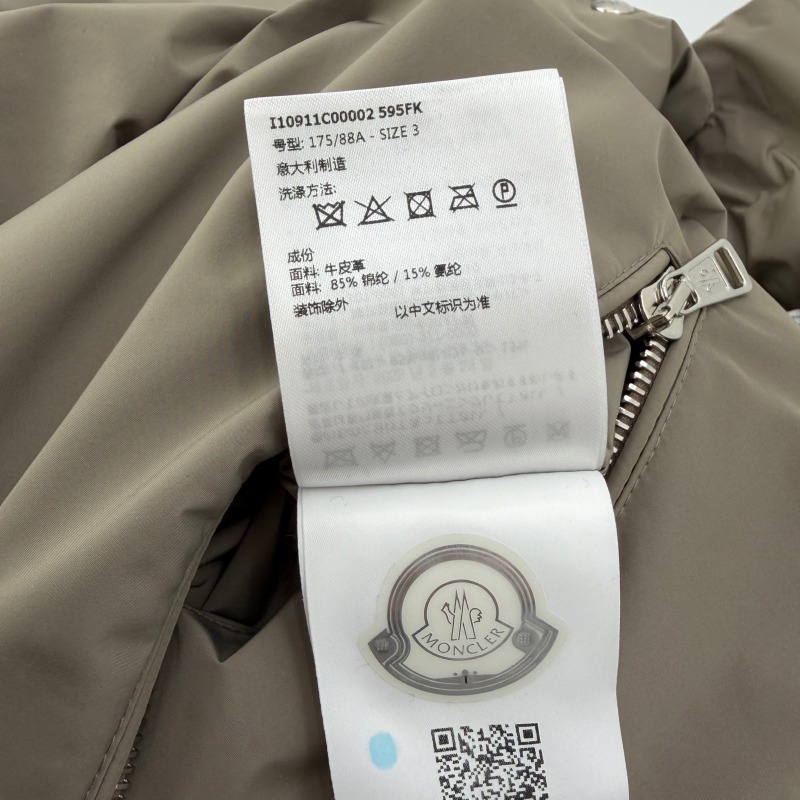 I10911C00002 595FK
号型: 175/88A - SIZE 3
意大利制造
洗涤方法:
P
成份
面料: 牛皮革
面料: 85% 锦纶 / 15% 氨纶
装饰除外 以中文标识为准
MONCLER